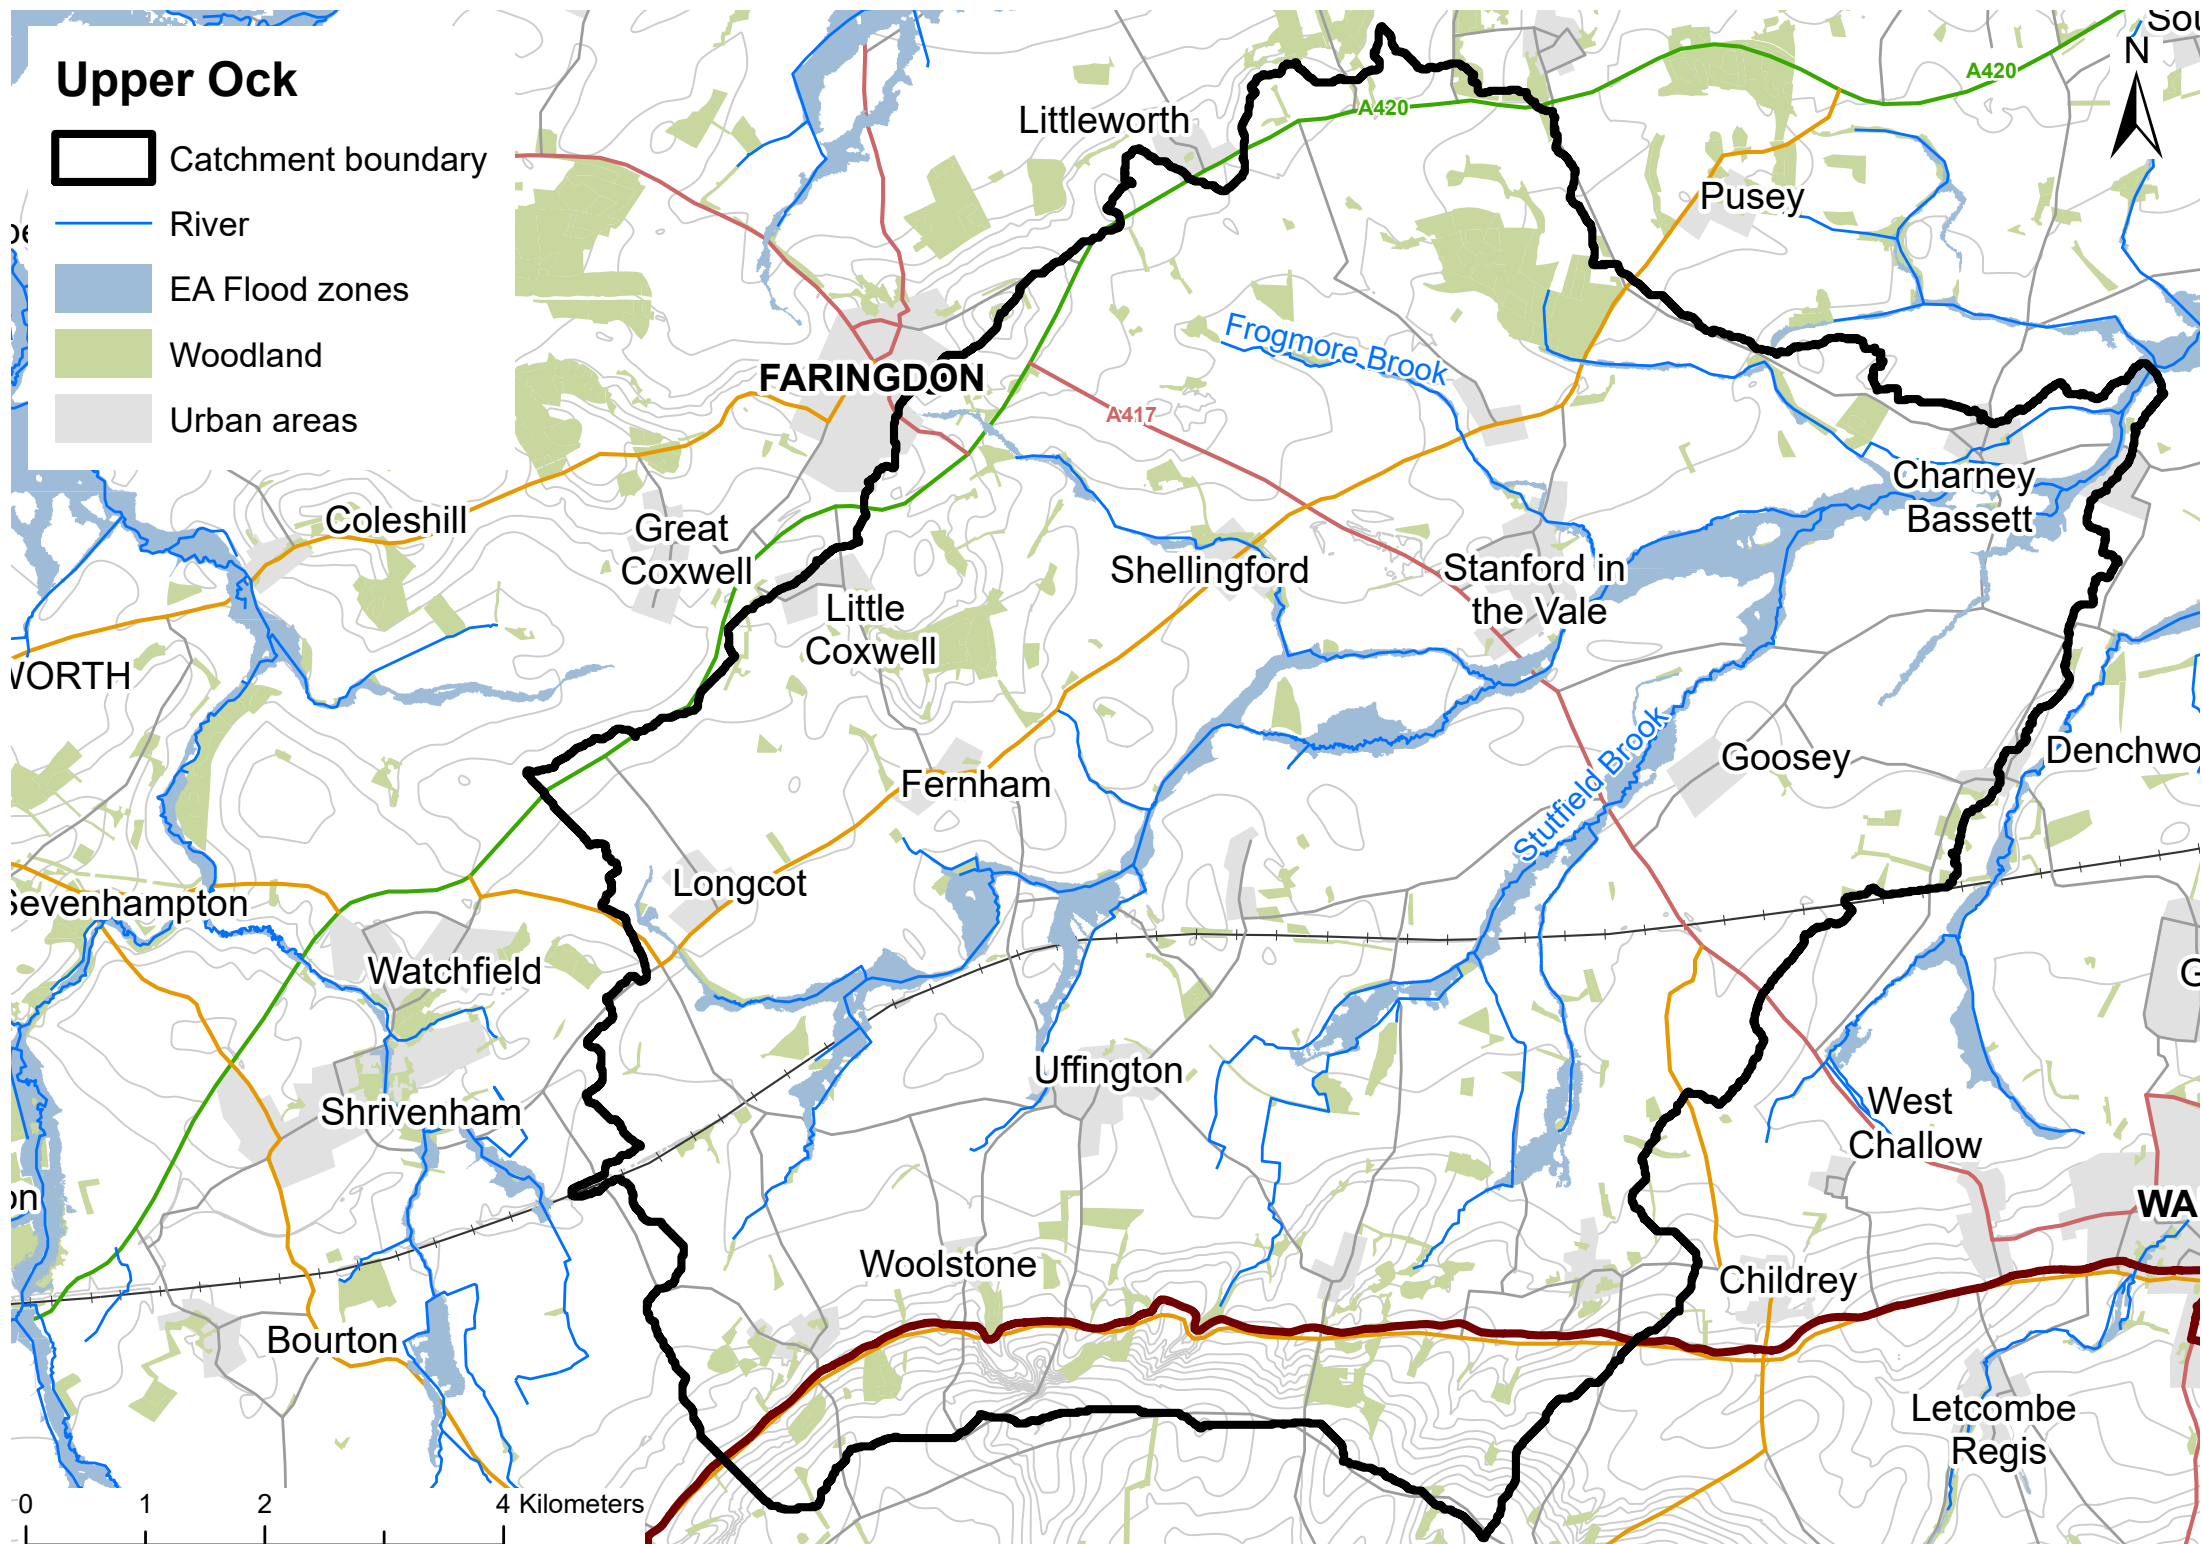 Upper Ock
Catchment boundary
River
EA Flood zones
Woodland
Urban areas
N
A420
A420
Littleworth
Pusey
Frogmore Brook
FARINGDON
A417
Charney
Bassett
Coleshill
Great
Coxwell
Shellingford
Stanford in
the Vale
Little
Coxwell
WORTH
Stutfield Brook
Goosey
Denchwo
Fernham
Longcot
Sevenhampton
Watchfield
G
Uffington
West
Challow
Shrivenham
on
WA
Woolstone
Childrey
Bourton
Letcombe
Regis
0 1 2 4 Kilometers